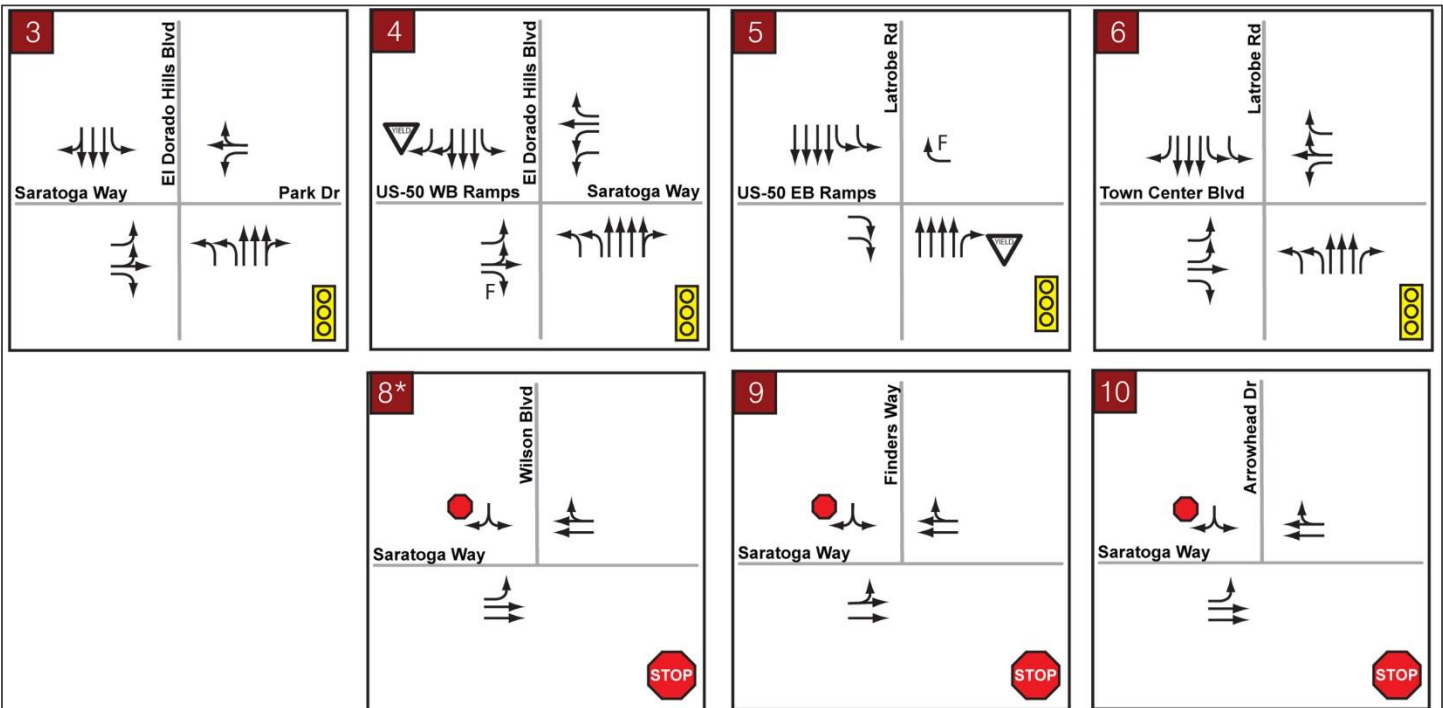 3
El Dorado Hills Blvd
Saratoga Way
Park Dr
4
El Dorado Hills Blvd
YIELD
US-50 WB Ramps
Saratoga Way
F
5
Latrobe Rd
F
US-50 EB Ramps
YIELD
6
Latrobe Rd
Town Center Blvd
8*
Wilson Blvd
Saratoga Way
STOP
9
Finders Way
Saratoga Way
STOP
10
Arrowhead Dr
Saratoga Way
STOP